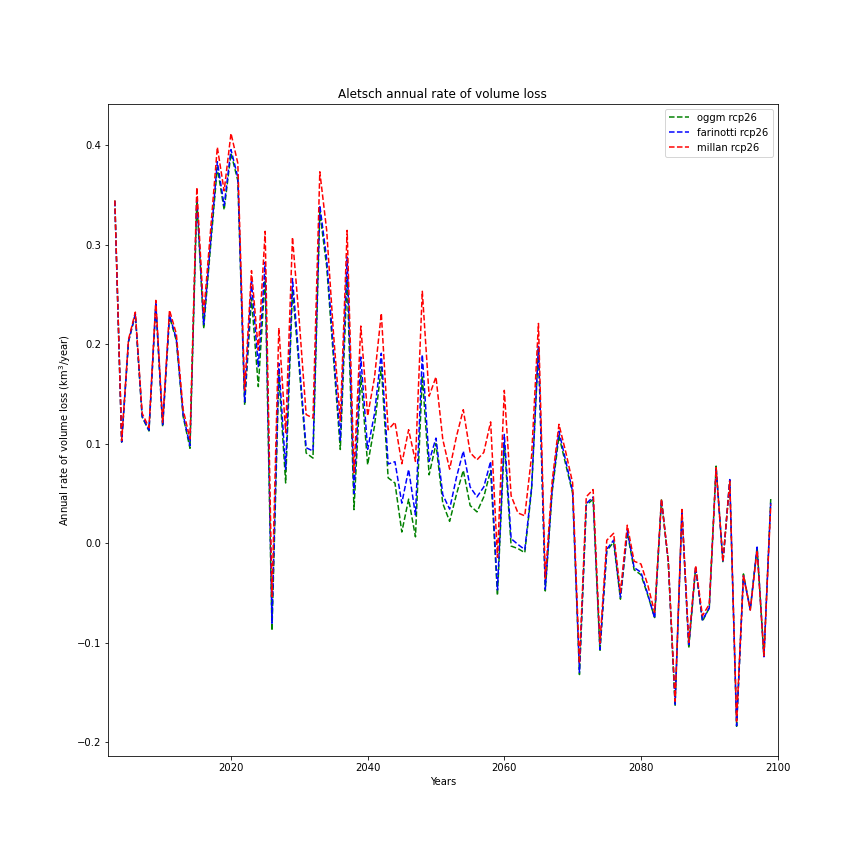 Aletsch annual rate of volume loss
oggm rcp26
farinotti rcp26
millan rcp26
Annual rate of volume loss (km³/year)
0.4
0.3
0.2
0.1
0.0
−0.1
−0.2
2020 2040 2060 2080 2100
Years